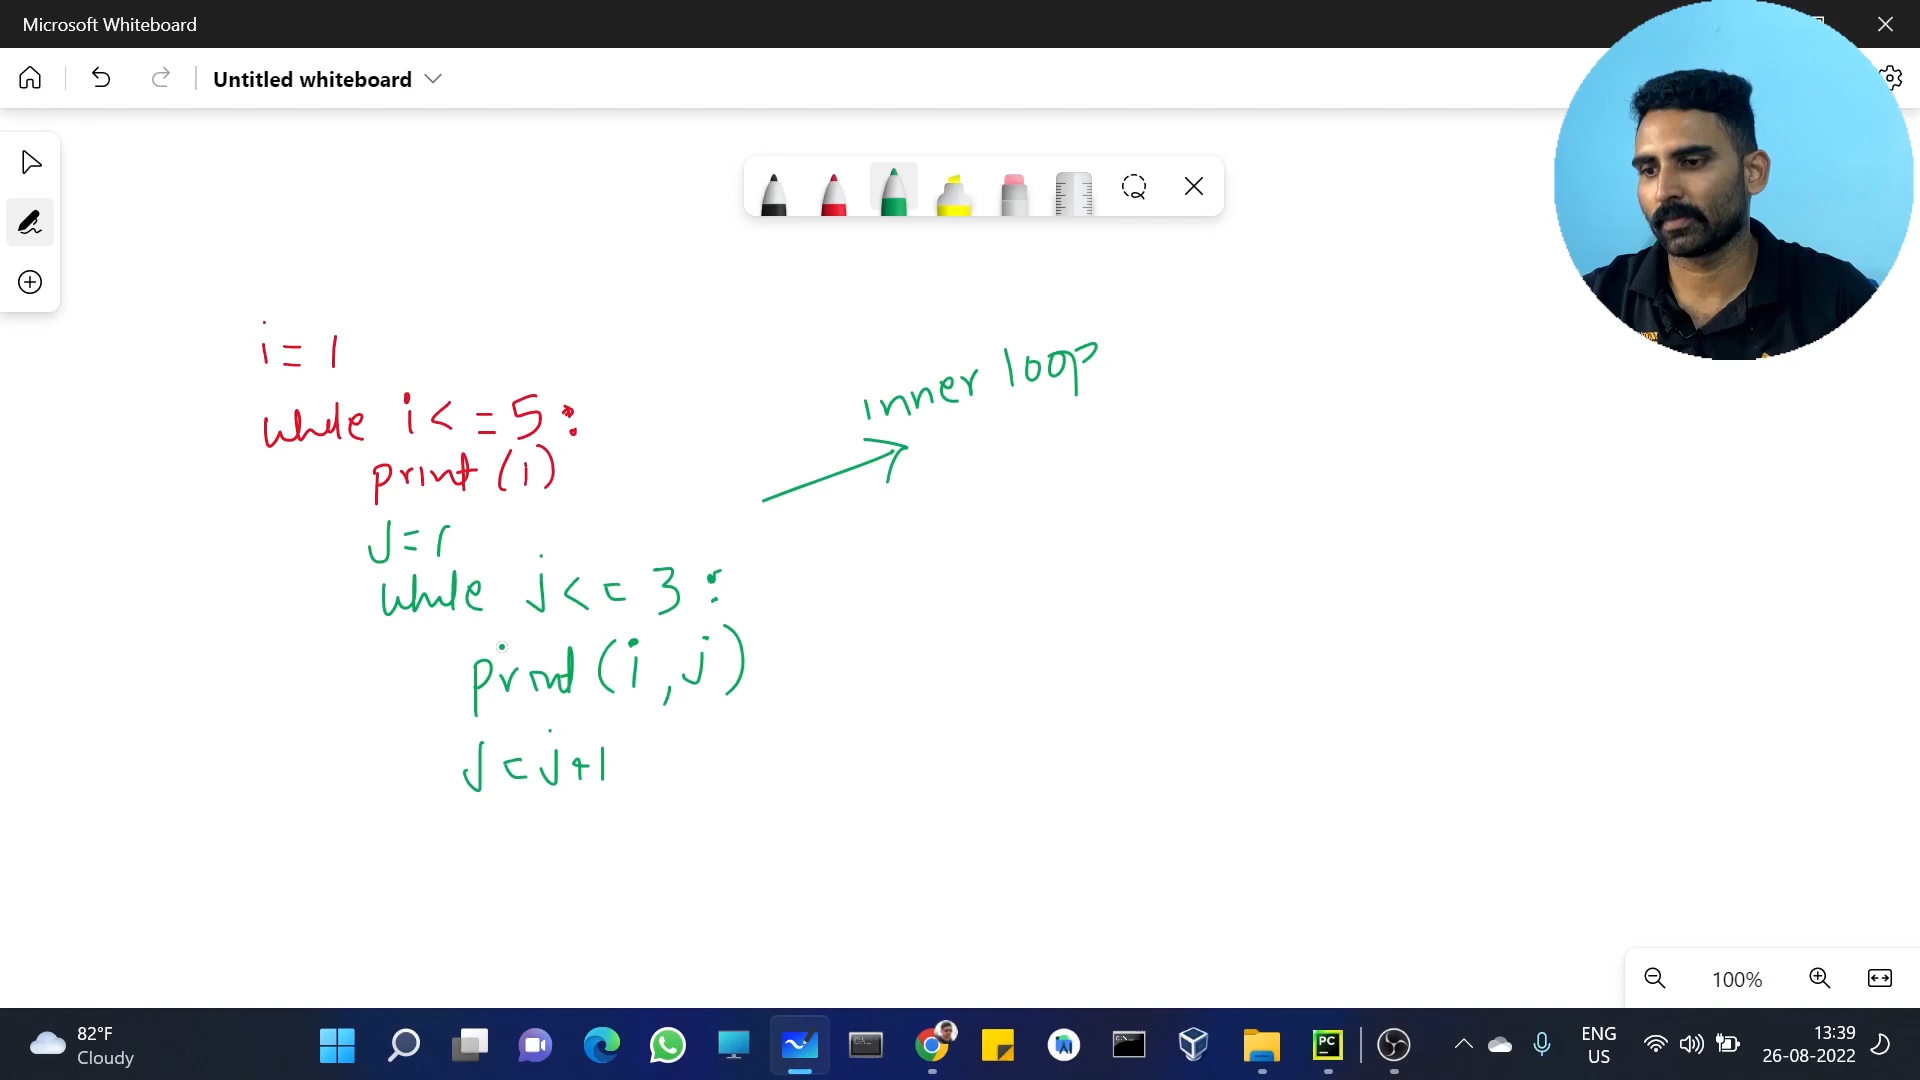 Microsoft Whiteboard
Untitled whiteboard
i = 1
while i <= 5 :
print (i)
inner loop
j = 1
while j <= 3 :
print (i , j)
j = j+1
100%
82°F
Cloudy
PC
ENG
US
13:39
26-08-2022